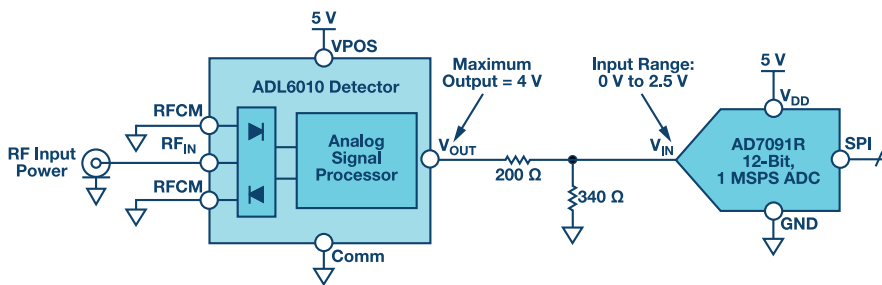 5 V
VPOS
ADL6010 Detector
RFCM
RFIN
RFCM
RF Input
Power
Analog
Signal
Processor
Comm
Maximum
Output = 4 V
VOUT
200 Ω
340 Ω
Input Range:
0 V to 2.5 V
VIN
5 V
VDD
AD7091R
12-Bit,
1 MSPS ADC
SPI
GND